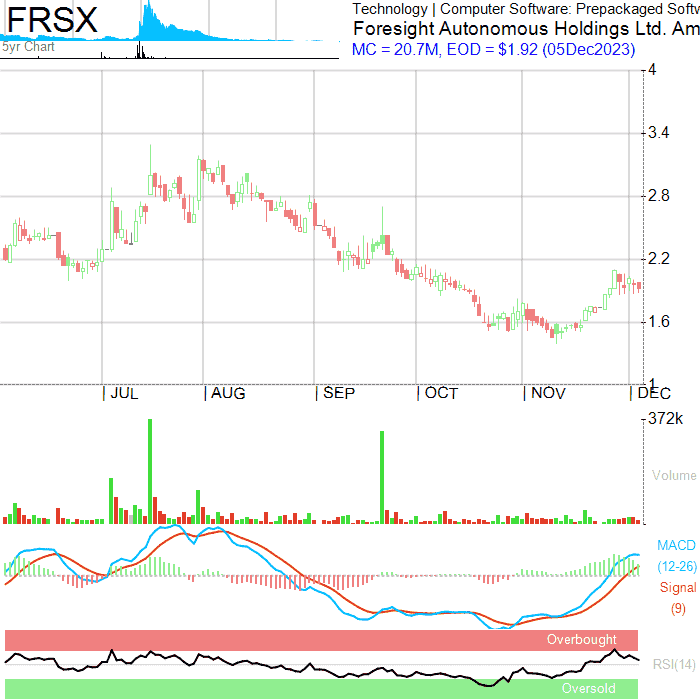 FRSX
Technology | Computer Software: Prepackaged Softw
Foresight Autonomous Holdings Ltd. Am
5yr Chart
MC = 20.7M, EOD = $1.92 (05Dec2023)
4
3.4
2.8
2.2
1.6
1
| JUL | AUG | SEP | OCT | NOV | DEC
372k
Volume
MACD
(12-26)
Signal
(9)
Overbought
RSI(14)
Oversold